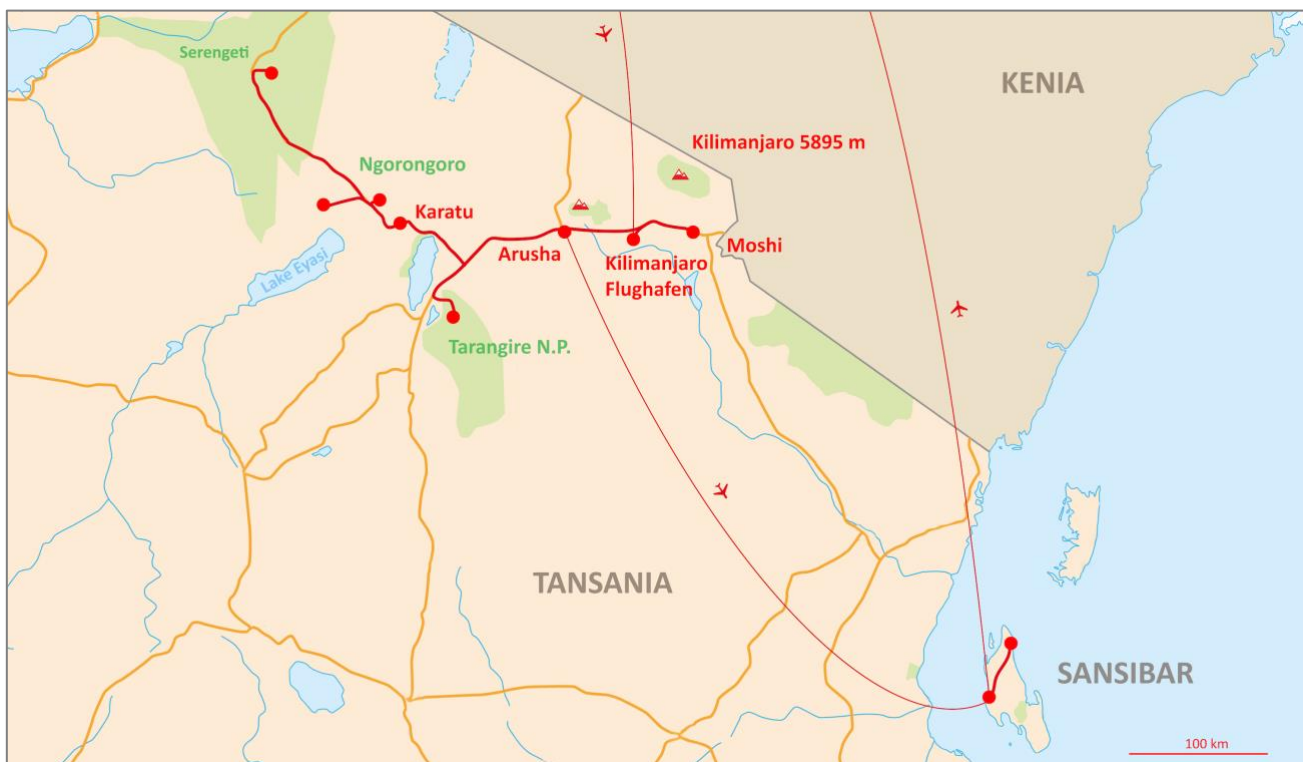 Serengeti
KENIA
Kilimanjaro 5895 m
Ngorongoro
Karatu
Arusha
Kilimanjaro
Flughafen
Moshi
Lake Eyasi
Tarangire N.P.
TANSANIA
SANSIBAR
100 km